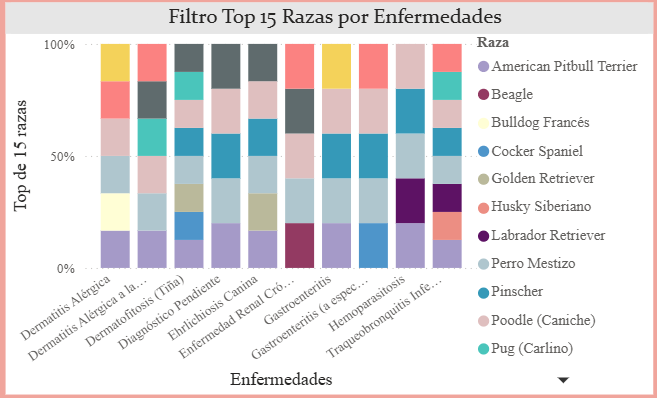 Filtro Top 15 Razas por Enfermedades
100%
50%
0%
Top de 15 razas
Dermatitis Alérgica
Dermatitis Alérgica a la...
Dermatofitosis (Tiña)
Diagnóstico Pendiente
Ehrlichiosis Canina
Enfermedad Renal Cró...
Gastroenteritis
Gastroenteritis (a espec...
Hemoparasitosis
Traqueobronquitis Infe...
Enfermedades
Raza
American Pitbull Terrier
Beagle
Bulldog Francés
Cocker Spaniel
Golden Retriever
Husky Siberiano
Labrador Retriever
Perro Mestizo
Pinscher
Poodle (Caniche)
Pug (Carlino)